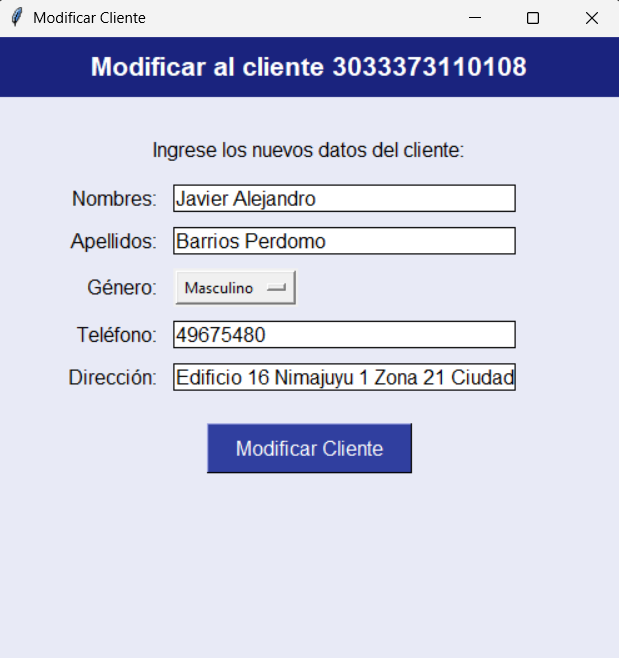 Modificar Cliente
Modificar al cliente 3033373110108
Ingrese los nuevos datos del cliente:
Nombres: Javier Alejandro
Apellidos: Barrios Perdomo
Género: Masculino
Teléfono: 49675480
Dirección: Edificio 16 Nimajuyu 1 Zona 21 Ciudad
Modificar Cliente